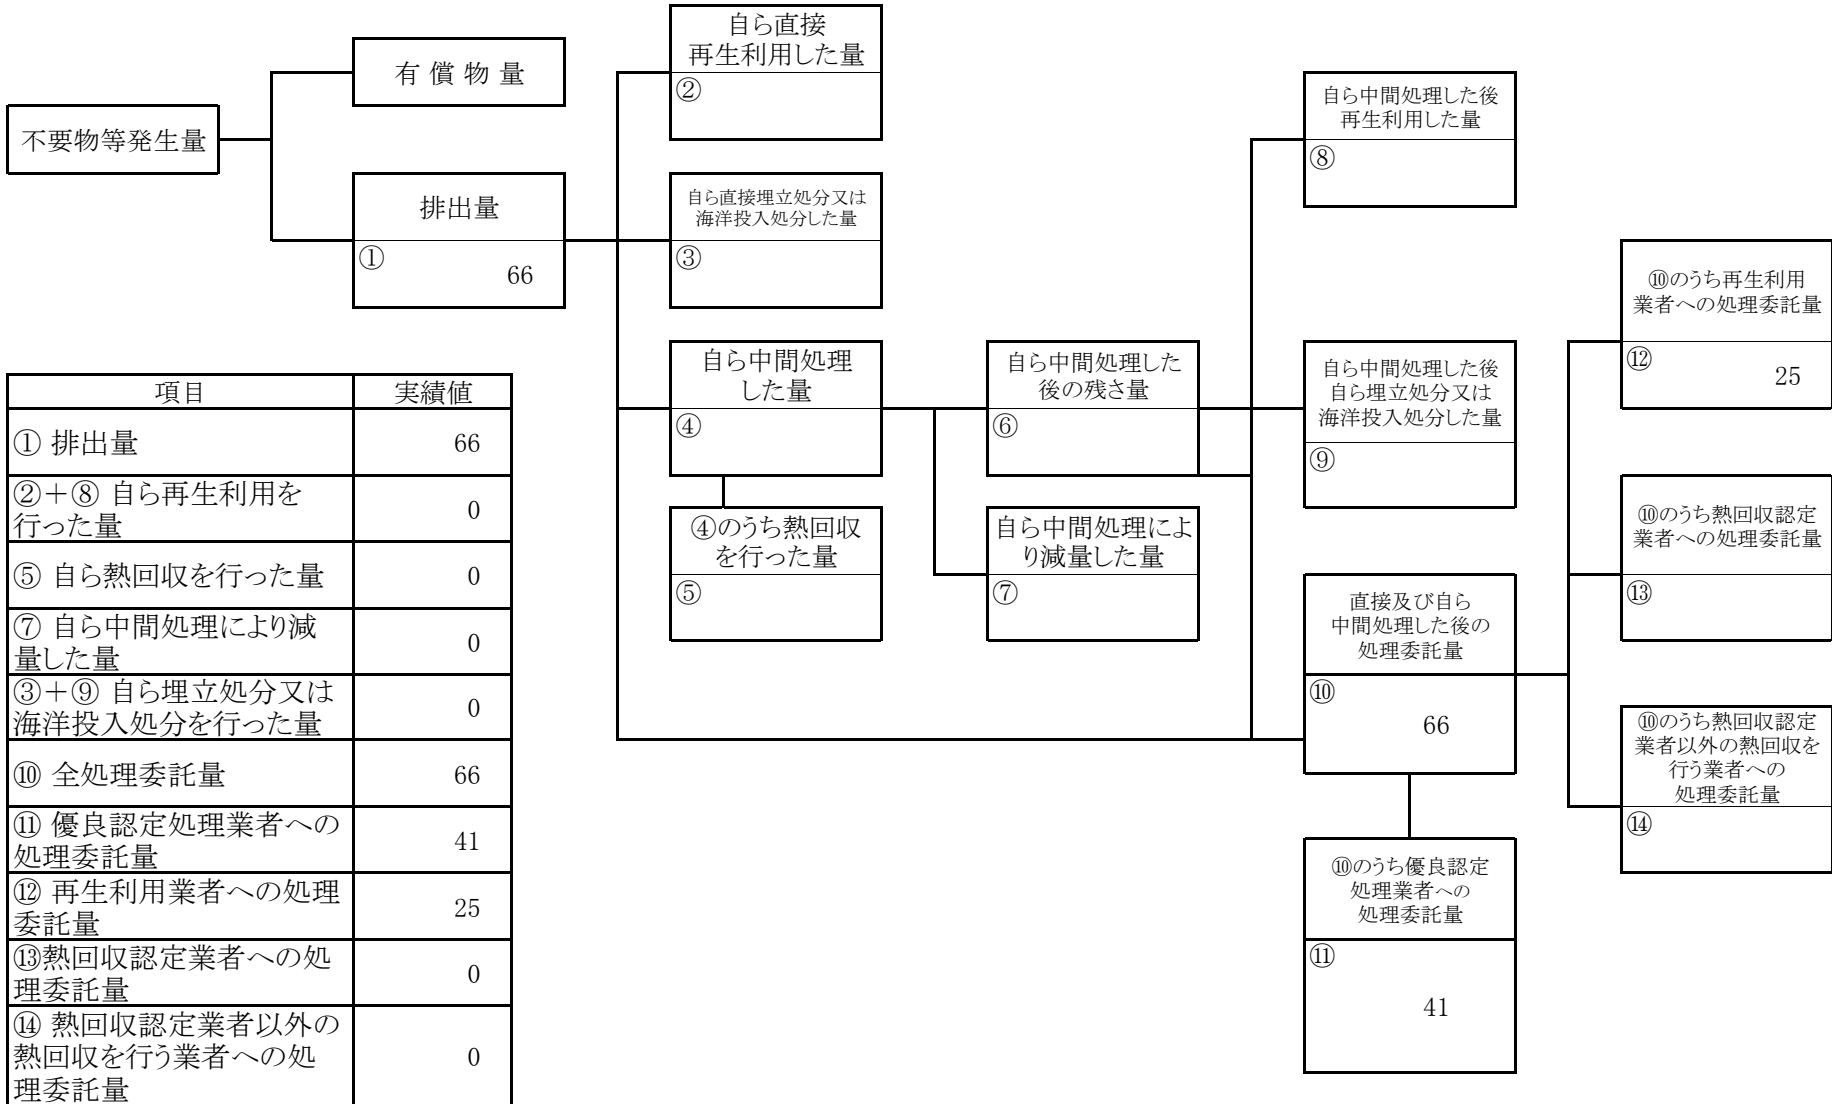 不要物等発生量
有 償 物 量
排出量
①
66
自ら直接
再生利用した量
②
自ら直接埋立処分又は
海洋投入処分した量
③
自ら中間処理
した量
④
④のうち熱回収
を行った量
⑤
自ら中間処理した
後の残さ量
⑥
自ら中間処理によ
り減量した量
⑦
自ら中間処理した後
再生利用した量
⑧
自ら中間処理した後
自ら埋立処分又は
海洋投入処分した量
⑨
直接及び自ら
中間処理した後の
処理委託量
⑩
66
⑩のうち優良認定
処理業者への
処理委託量
⑪
41
⑩のうち再生利用
業者への処理委託量
⑫
25
⑩のうち熱回収認定
業者への処理委託量
⑬
⑩のうち熱回収認定
業者以外の熱回収を
行う業者への
処理委託量
⑭
項目 実績値
① 排出量 66
②＋⑧ 自ら再生利用を
行った量 0
⑤ 自ら熱回収を行った量 0
⑦ 自ら中間処理により減
量した量 0
③＋⑨ 自ら埋立処分又は
海洋投入処分を行った量 0
⑩ 全処理委託量 66
⑪ 優良認定処理業者への
処理委託量 41
⑫ 再生利用業者への処理
委託量 25
⑬熱回収認定業者への処
理委託量 0
⑭ 熱回収認定業者以外の
熱回収を行う業者への処
理委託量 0